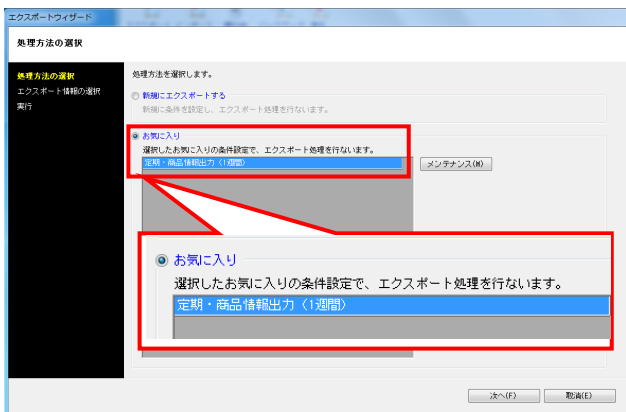 エクスポートウィザード
処理方法の選択
処理方法の選択
エクスポート情報の選択
実行
処理方法を選択します。
新規にエクスポートする
新規に条件を設定し、エクスポート処理を行ないます。
お気に入り
選択したお気に入りの条件設定で、エクスポート処理を行ないます。
定期・商品情報出力（1週間）
メンテナンス(M)
お気に入り
選択したお気に入りの条件設定で、エクスポート処理を行ないます。
定期・商品情報出力（1週間）
次へ(F)
取消(E)